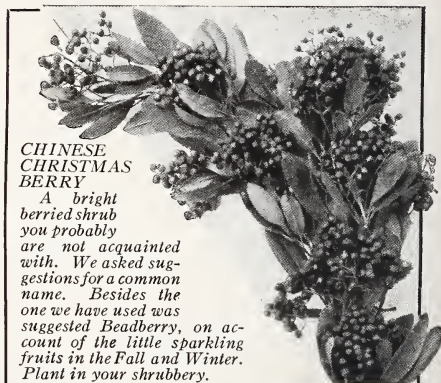 CHINESE
CHRISTMAS
BERRY
A bright
berried shrub
you probably
are not acquainted
with. We asked sug-
gestions for a common
name. Besides the
one we have used was
suggested Beadberry, on ac-
count of the little sparkling
fruits in the Fall and Winter.
Plant in your shrubbery.